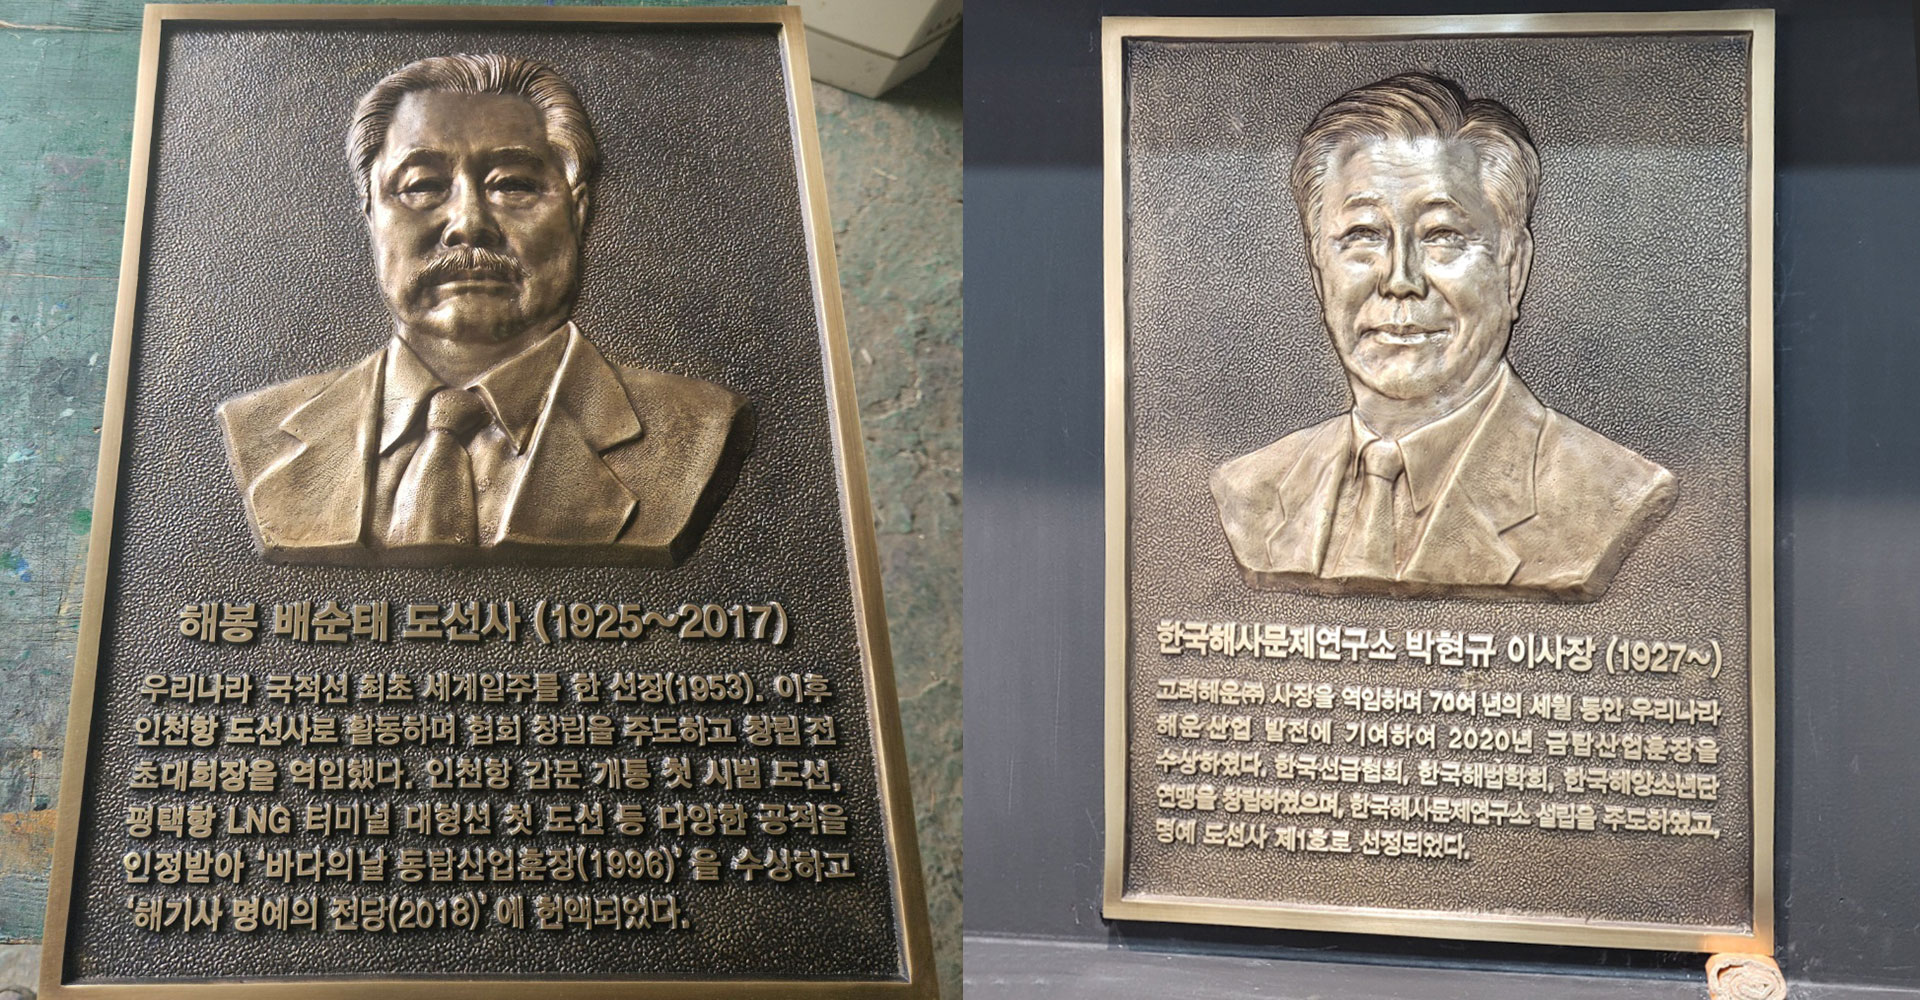 해봉 배순태 도선사 (1925~2017)
우리나라 국적선 최초 세계일주를 한 선장(1953). 이후
인천항 도선사로 활동하며 협회 창립을 주도하고 창립 전
초대회장을 역임했다. 인천항 갑문 개통 첫 시범 도선,
평택항 LNG 터미널 대형선 첫 도선 등 다양한 공적을
인정받아 '바다의날 동탑산업훈장(1996)'을 수상하고
'해기사 명예의 전당(2018)'에 헌액되었다.
한국해사문제연구소 박현규 이사장 (1927~)
고려해운㈜ 사장을 역임하며 70여년의 세월 동안 우리나라
해운산업 발전에 기여하여 2020년 금탑산업훈장을
수상하였다. 한국선급협회, 한국해법학회, 한국해양소년단
연맹을 창립하였으며, 한국해사문제연구소 설립을 주도하였고,
명예 도선사 제1호로 선정되었다.